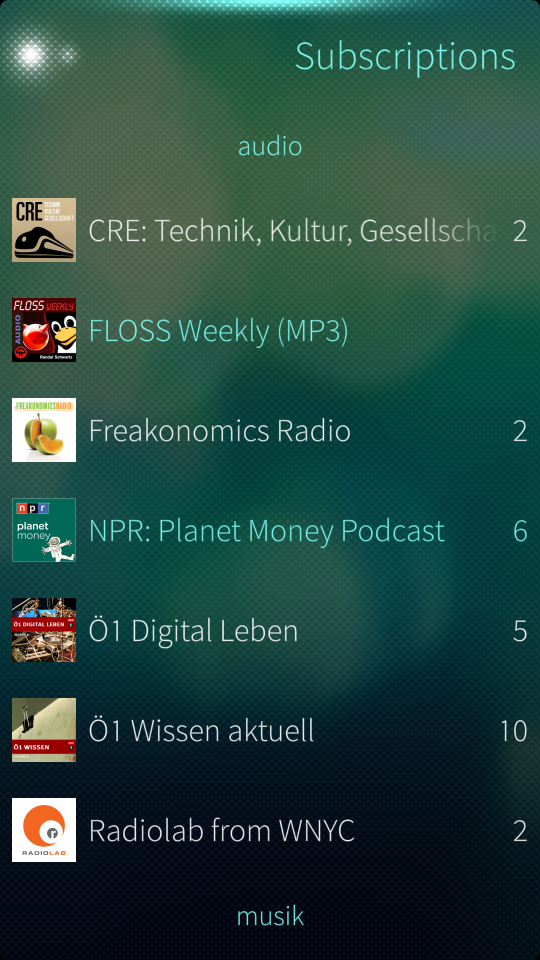 Subscriptions
audio
CRE TECHNIK
KULTUR
GESELLSCHAFT
CRE: Technik, Kultur, Gesellscha 2
FLOSS WEEKLY
AUDIO
Randal Schwartz
FLOSS Weekly (MP3)
FREAKONOMICSRADIO
Freakonomics Radio 2
npr
planet
money
NPR: Planet Money Podcast 6
Ö1 DIGITAL LEBEN
Ö1 Digital Leben 5
Ö1 WISSEN
Ö1 Wissen aktuell 10
RADIOLAB
Radiolab from WNYC 2
musik